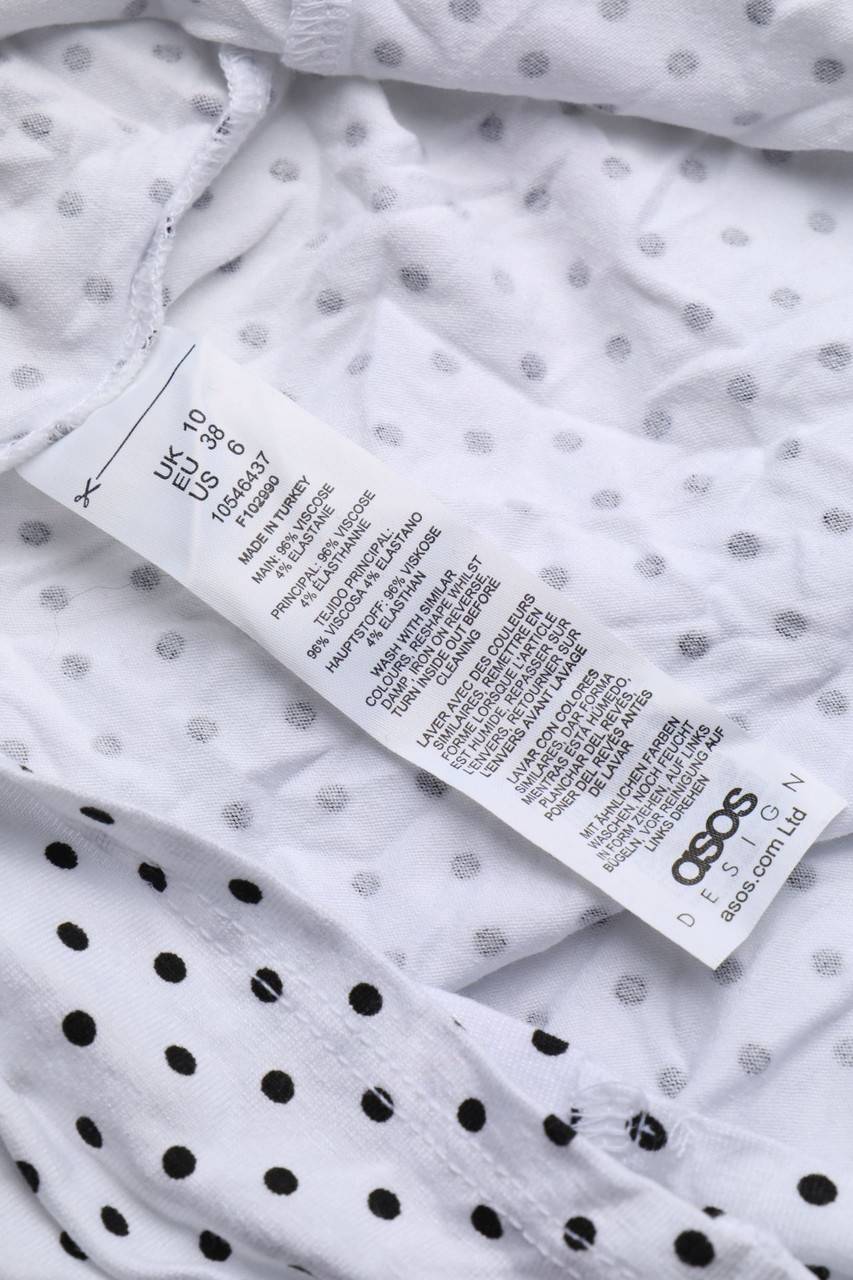 UK 10
EU 38
US 6
10546437
F102990
MADE IN TURKEY
MAIN: 96% VISCOSE
4% ELASTANE
PRINCIPAL: 96% VISCOSE
4% ELASTHANNE
TEJIDO PRINCIPAL:
96% VISCOSA 4% ELASTANO
HAUPTSTOFF: 96% VISKOSE
4% ELASTHAN
WASH WITH SIMILAR
COLOURS, RESHAPE WHILST
DAMP, IRON ON REVERSE,
TURN INSIDE OUT BEFORE
CLEANING
LAVER AVEC DES COULEURS
SIMILAIRES, REMETTRE EN
FORME LORSQUE L'ARTICLE
EST HUMIDE, REPASSER SUR
L'ENVERS, RETOURNER SUR
L'ENVERS AVANT LAVAGE
LAVAR CON COLORES
SIMILARES, DAR FORMA
MIENTRAS ESTÁ HÚMEDO,
PLANCHAR DEL REVÉS,
PONER DEL REVÉS ANTES
DE LAVAR
MIT ÄHNLICHEN FARBEN
WASCHEN, NOCH FEUCHT
IN FORM ZIEHEN, AUF LINKS
BÜGELN, VOR REINIGUNG AUF
LINKS DREHEN
asos
DESIGN
asos.com Ltd